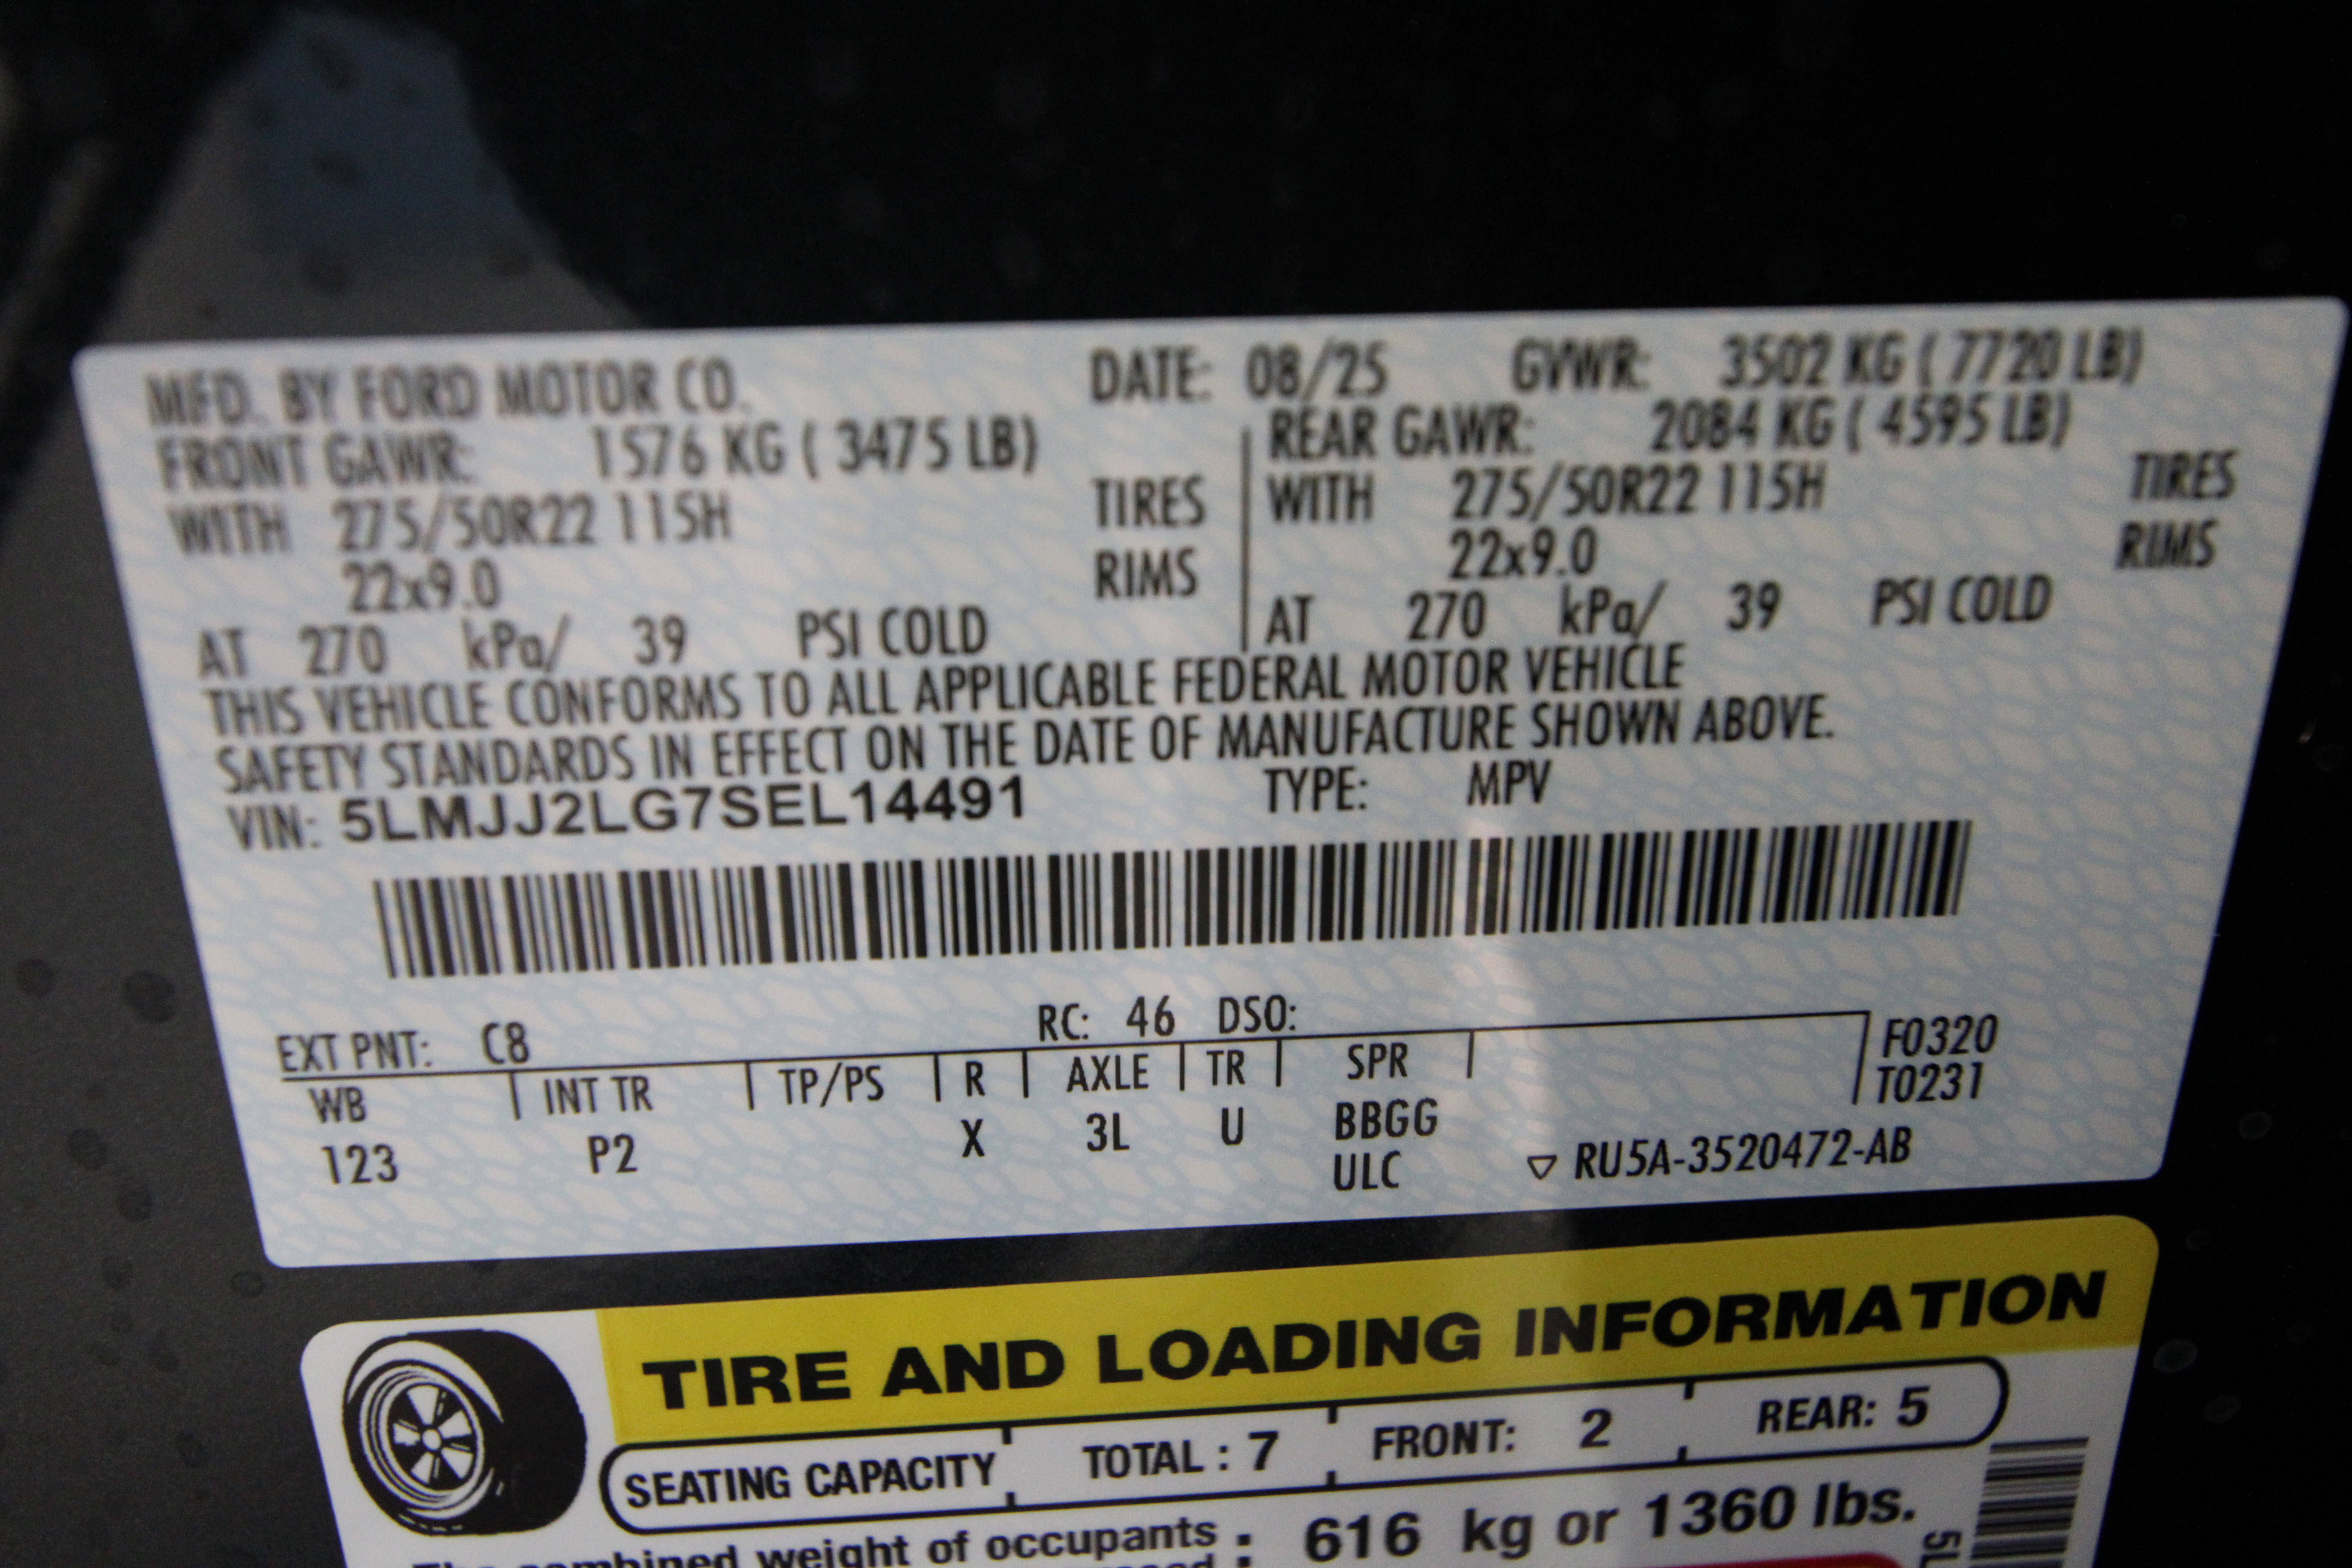 MFD. BY FORD MOTOR CO. DATE: 08/25 GVWR: 3502 KG ( 7720 LB)
FRONT GAWR: 1576 KG ( 3475 LB) REAR GAWR: 2084 KG ( 4595 LB)
WITH 275/50R22 115H TIRES WITH 275/50R22 115H TIRES
22x9.0 RIMS 22x9.0 RIMS
AT 270 kPa/ 39 PSI COLD AT 270 kPa/ 39 PSI COLD
THIS VEHICLE CONFORMS TO ALL APPLICABLE FEDERAL MOTOR VEHICLE
SAFETY STANDARDS IN EFFECT ON THE DATE OF MANUFACTURE SHOWN ABOVE.
VIN: 5LMJJ2LG7SEL14491 TYPE: MPV
EXT PNT: C8 RC: 46 DSO:
WB INT TR TP/PS R AXLE TR SPR F0320
T0231
123 P2 X 3L U BBGG
ULC ▽ RU5A-3520472-AB
TIRE AND LOADING INFORMATION
SEATING CAPACITY TOTAL : 7 FRONT: 2 REAR: 5
combined weight of occupants : 616 kg or 1360 lbs.
5L